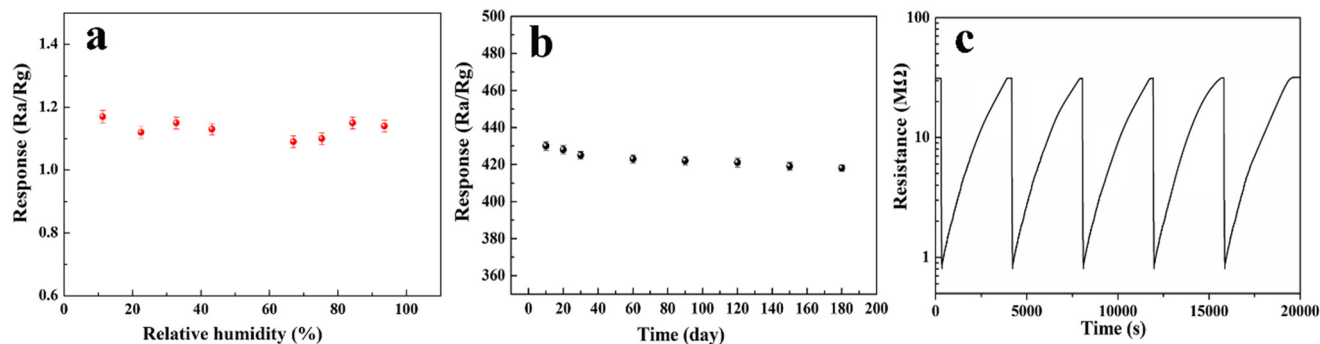 a
Response (Ra/Rg)
1.4
1.2
1.0
0.8
0.6
0 20 40 60 80 100
Relative humidity (%)
b
Response (Ra/Rg)
500
480
460
440
420
400
380
360
0 20 40 60 80 100 120 140 160 180 200
Time (day)
c
Resistance (MΩ)
100
10
1
0 5000 10000 15000 20000
Time (s)